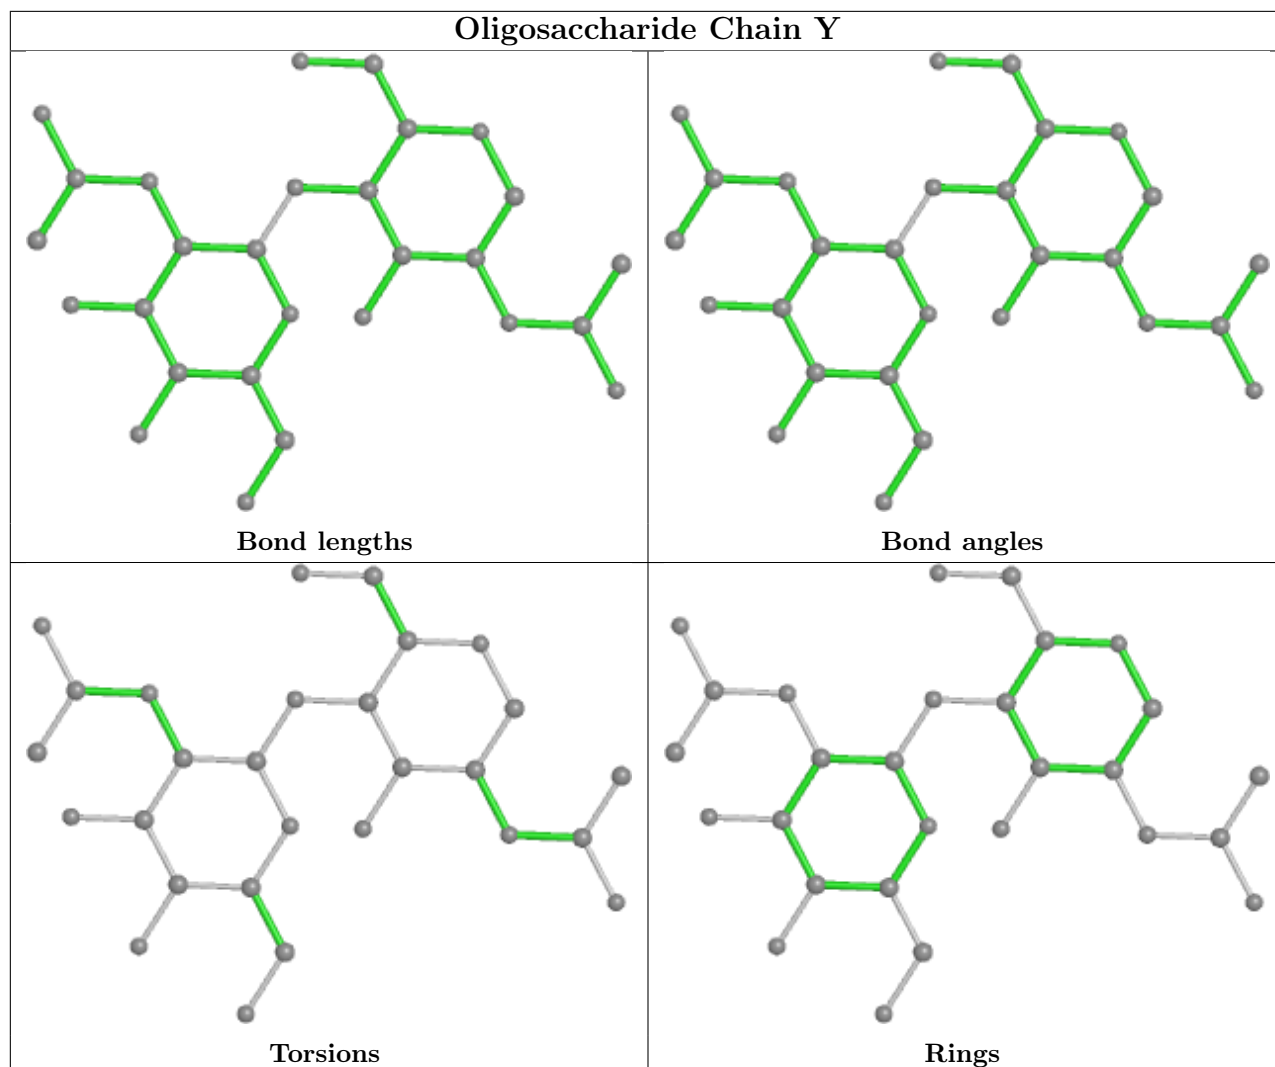 Oligosaccharide Chain Y
Bond lengths
Bond angles
Torsions
Rings